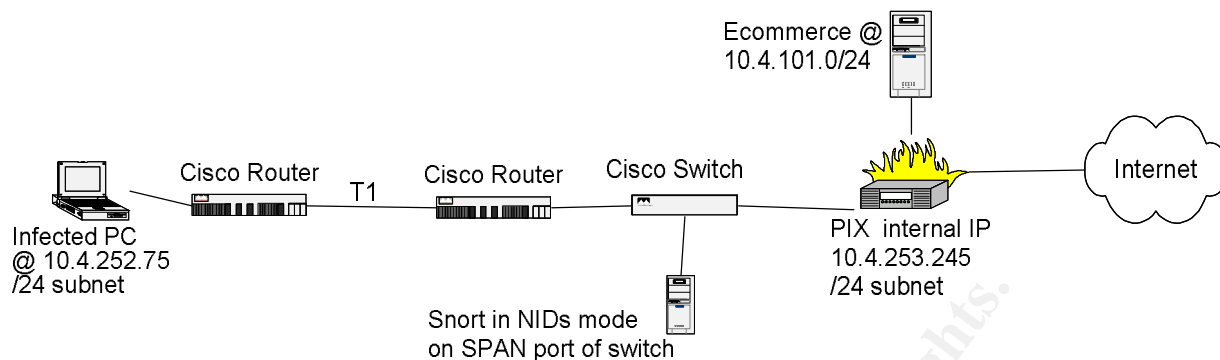 Ecommerce @
10.4.101.0/24
Cisco Router
T1
Cisco Router
Cisco Switch
Internet
Infected PC
@ 10.4.252.75
/24 subnet
PIX internal IP
10.4.253.245
/24 subnet
Snort in NIDs mode
on SPAN port of switch